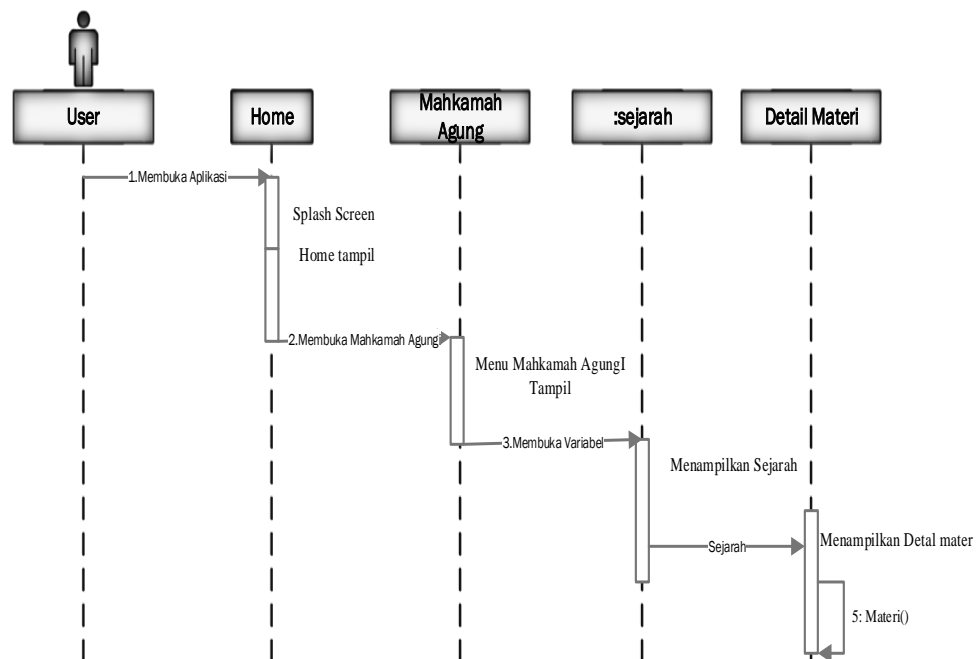 User
Home
Mahkamah
Agung
:sejarah
Detail Materi
1.Membuka Aplikasi
Splash Screen
Home tampil
2.Membuka Mahkamah Agungi
Menu Mahkamah AgungI
Tampil
3.Membuka Variabel
Menampilkan Sejarah
Sejarah
Menampilkan Detal mater
5: Materi()